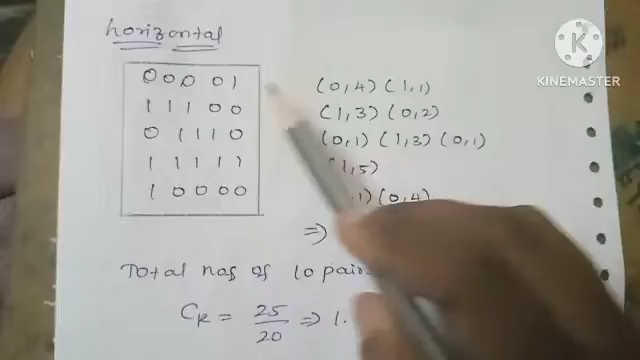 horizontal
0 0 0 0 1 (0,4) (1,1)
1 1 1 0 0 (1,3) (0,2)
0 1 1 1 0 (0,1) (1,3) (0,1)
1 1 1 1 1 (1,5)
1 0 0 0 0 ,1) (0,4)
⇒
Total nos of 10 pair
CR = 25/20 ⇒ 1.
KINEMASTER